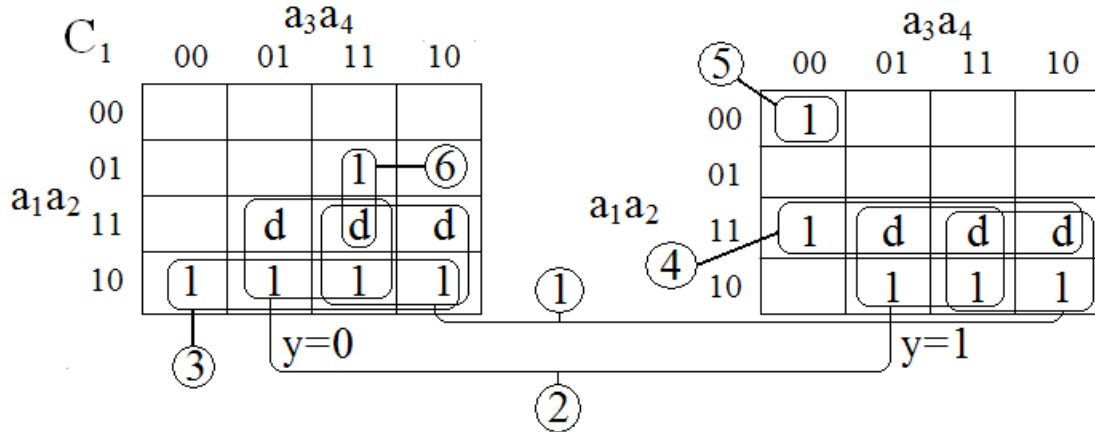 C₁ a₃a₄ a₃a₄
00 01 11 10 ⑤ 00 01 11 10
00 00 1
01 1 ⑥ 01
a₁a₂ 11 d d d a₁a₂ 11 1 d d d
④
10 1 1 1 1 ① 10 1 1 1
③ y=0 y=1
②